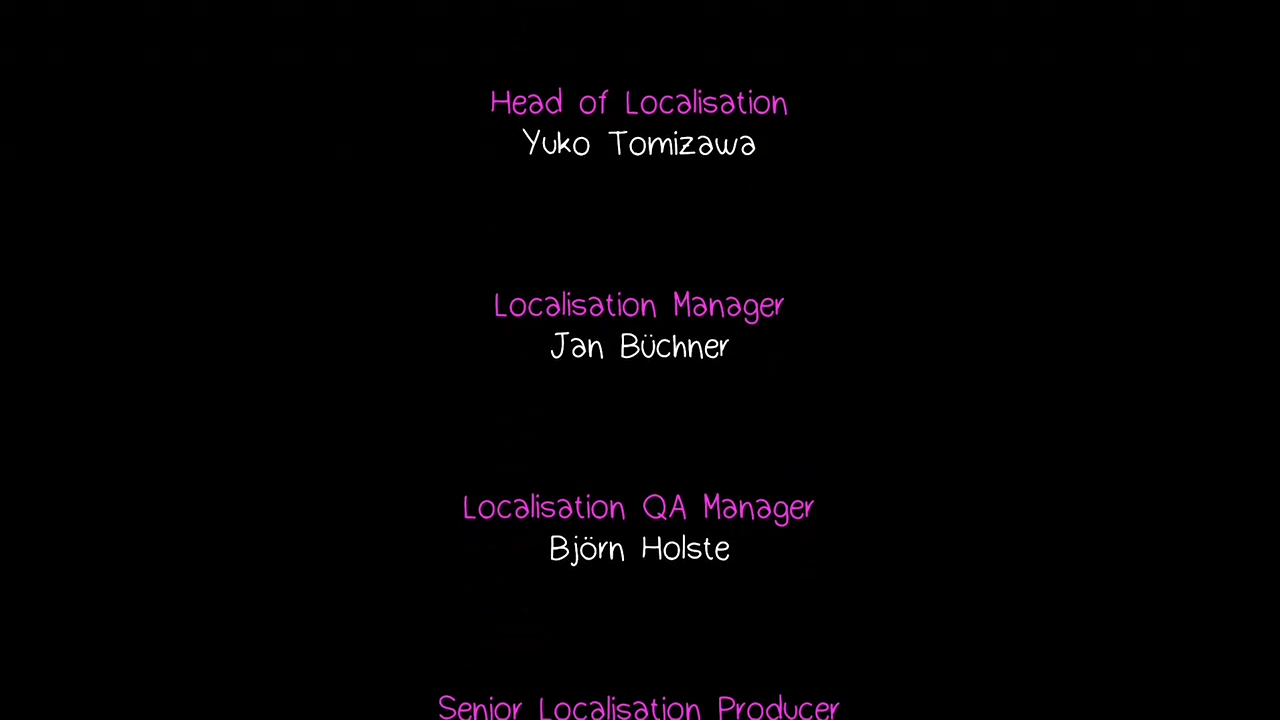 Head of Localisation
Yuko Tomizawa
Localisation Manager
Jan Büchner
Localisation QA Manager
Björn Holste
Senior Localisation Producer